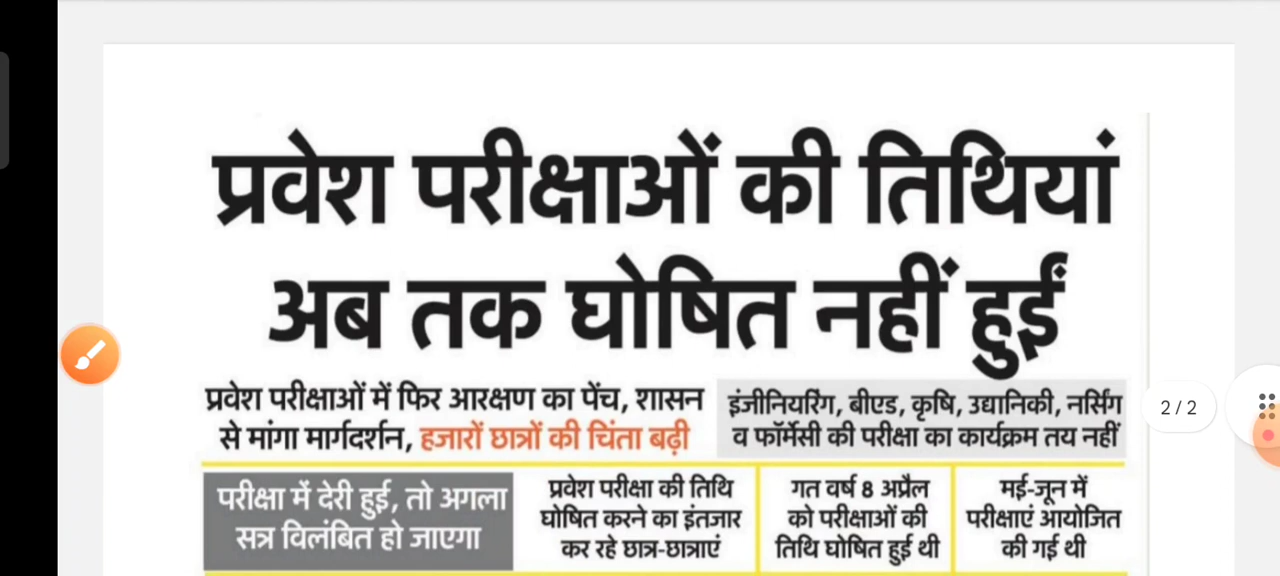 प्रवेश परीक्षाओं की तिथियां
अब तक घोषित नहीं हुईं
प्रवेश परीक्षाओं में फिर आरक्षण का पेंच, शासन
से मांगा मार्गदर्शन, हजारों छात्रों की चिंता बढ़ी
इंजीनियरिंग, बीएड, कृषि, उद्यानिकी, नर्सिंग
व फॉर्मेसी की परीक्षा का कार्यक्रम तय नहीं
2 / 2
परीक्षा में देरी हुई, तो अगला
सत्र विलंबित हो जाएगा
प्रवेश परीक्षा की तिथि
घोषित करने का इंतजार
कर रहे छात्र-छात्राएं
गत वर्ष 8 अप्रैल
को परीक्षाओं की
तिथि घोषित हुई थी
मई-जून में
परीक्षाएं आयोजित
की गई थी